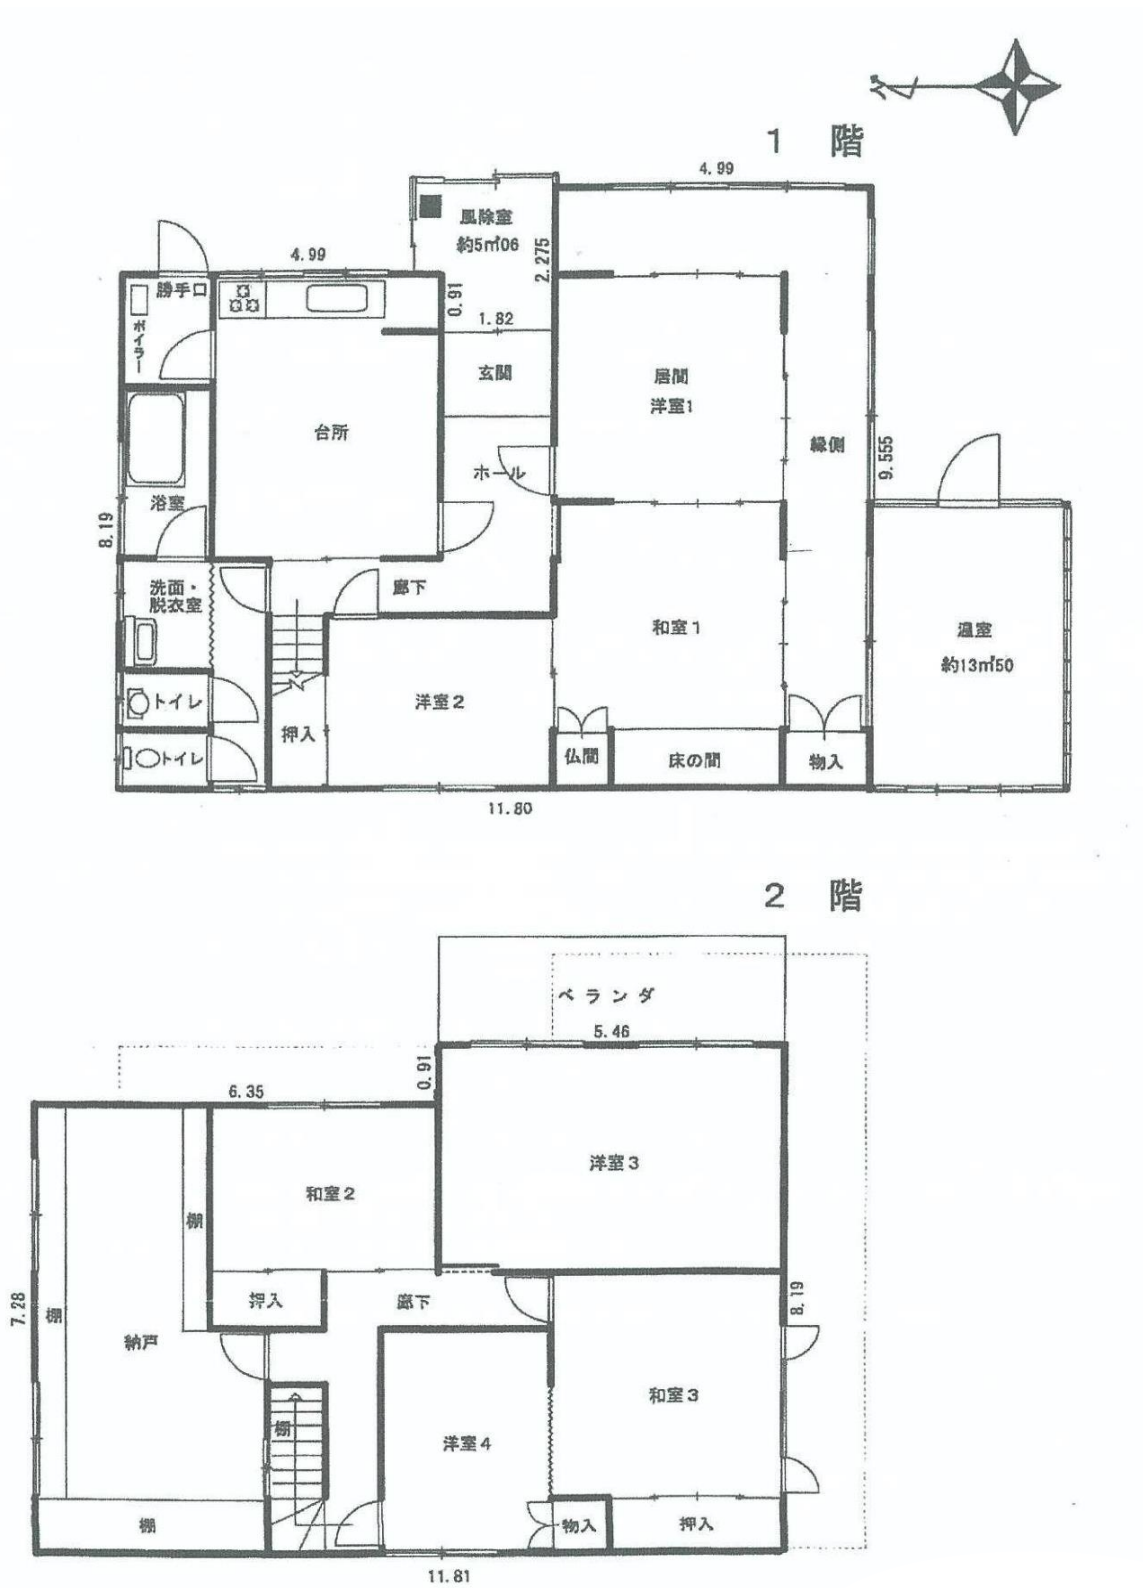 N
1 階
4.99
風除室
約5㎡06
4.99
2.275
0.91
1.82
勝手口
ボイラー
玄関
居間
洋室1
台所
ホール
縁側
9.555
浴室
8.19
洗面・
脱衣室
廊下
和室1
温室
約13㎡50
トイレ
洋室2
押入
トイレ
仏間
床の間
物入
11.80
2 階
ベランダ
5.46
0.91
6.35
洋室3
和室2
棚
押入
廊下
8.19
7.28
棚
納戸
和室3
棚
洋室4
棚
物入
押入
11.81